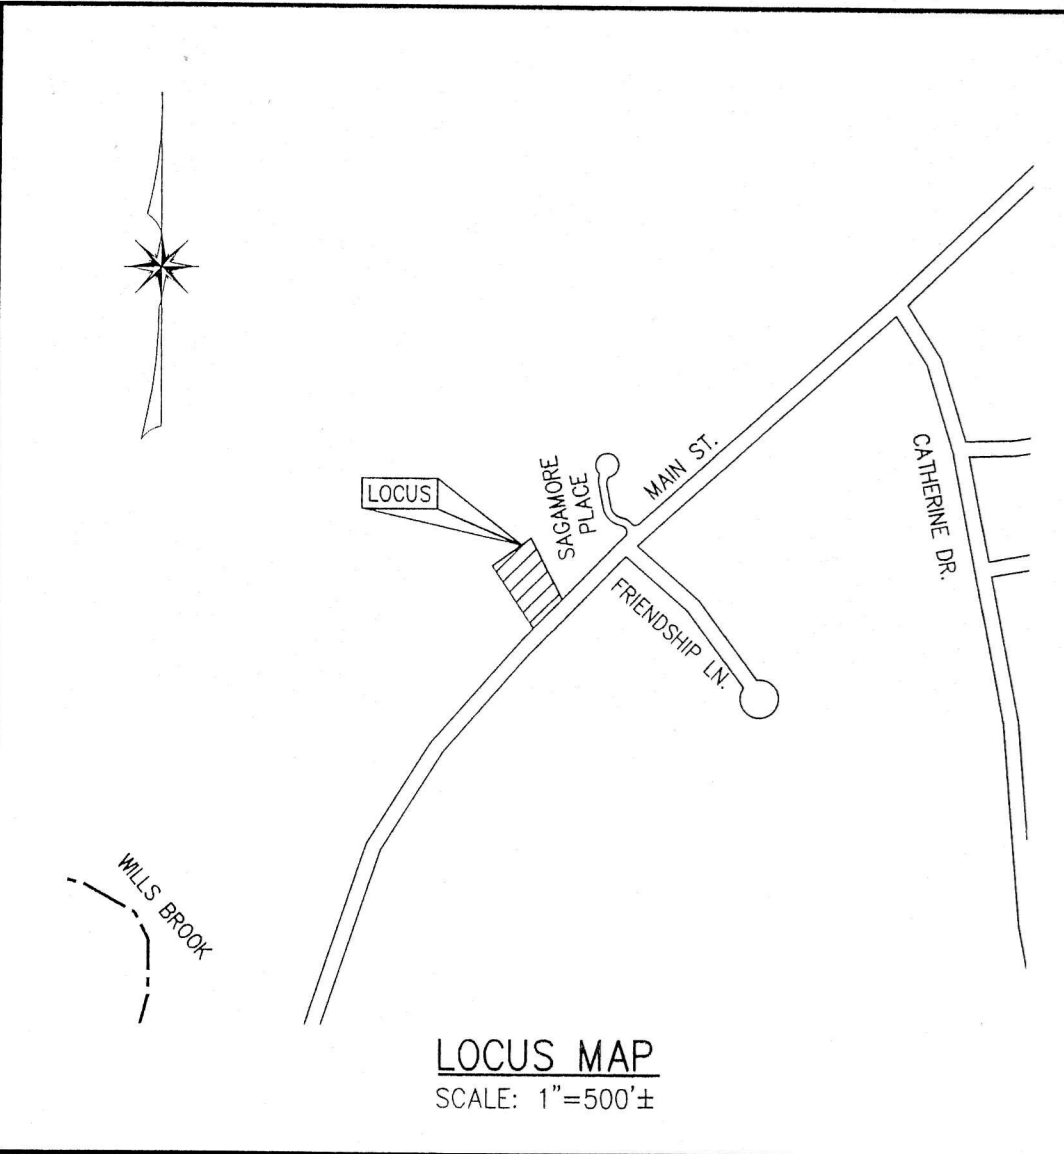 LOCUS
SAGAMORE
PLACE
MAIN ST.
CATHERINE DR.
FRIENDSHIP LN.
WILLS BROOK
LOCUS MAP
SCALE: 1"=500'±